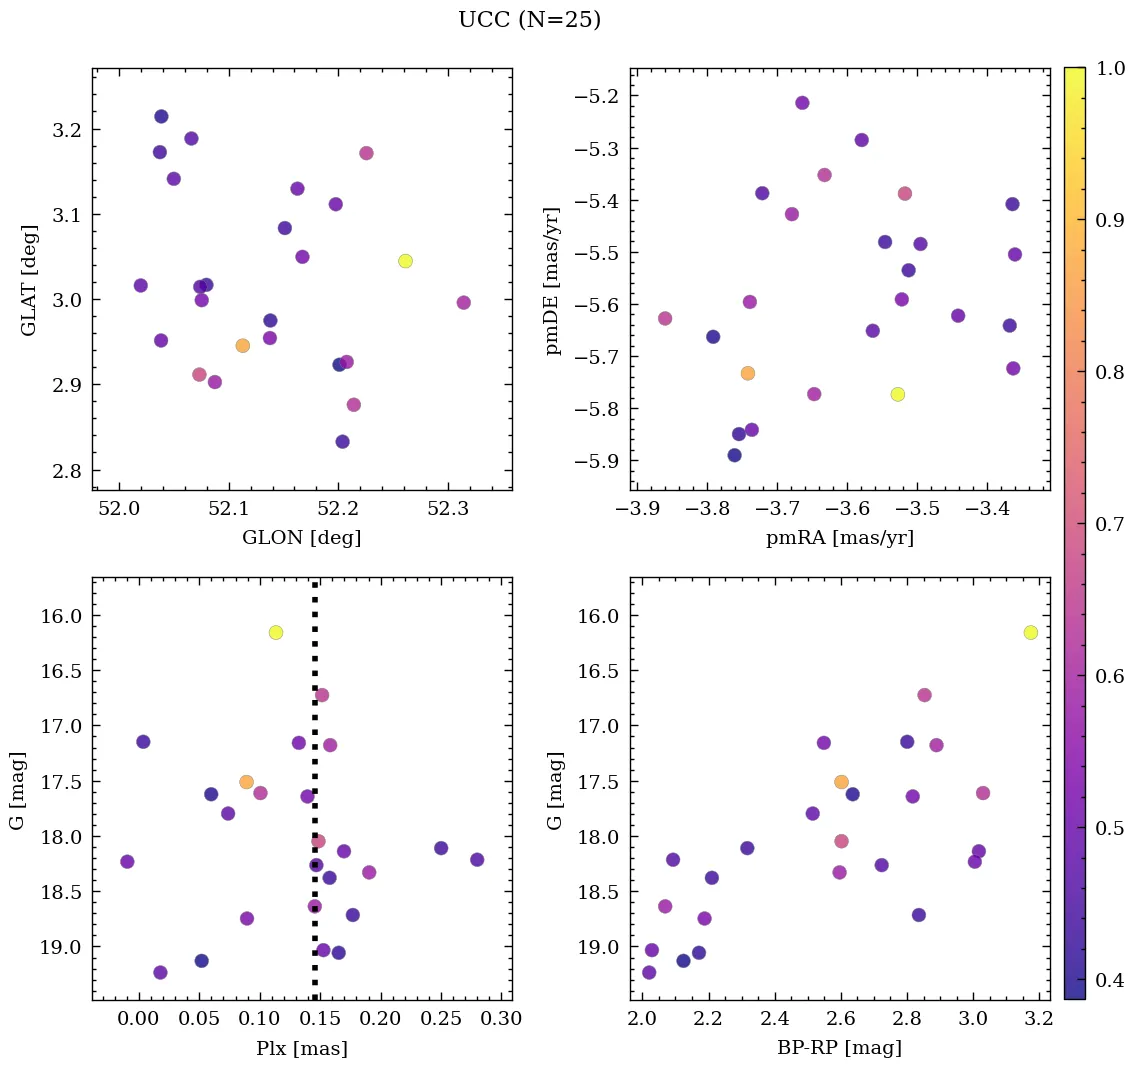 UCC (N=25)
3.2
3.1
3.0
2.9
2.8
GLAT [deg]
52.0 52.1 52.2 52.3
GLON [deg]
−5.2
−5.3
−5.4
−5.5
−5.6
−5.7
−5.8
−5.9
pmDE [mas/yr]
−3.9 −3.8 −3.7 −3.6 −3.5 −3.4
pmRA [mas/yr]
16.0
16.5
17.0
17.5
18.0
18.5
19.0
G [mag]
0.00 0.05 0.10 0.15 0.20 0.25 0.30
Plx [mas]
16.0
16.5
17.0
17.5
18.0
18.5
19.0
G [mag]
2.0 2.2 2.4 2.6 2.8 3.0 3.2
BP-RP [mag]
1.0
0.9
0.8
0.7
0.6
0.5
0.4